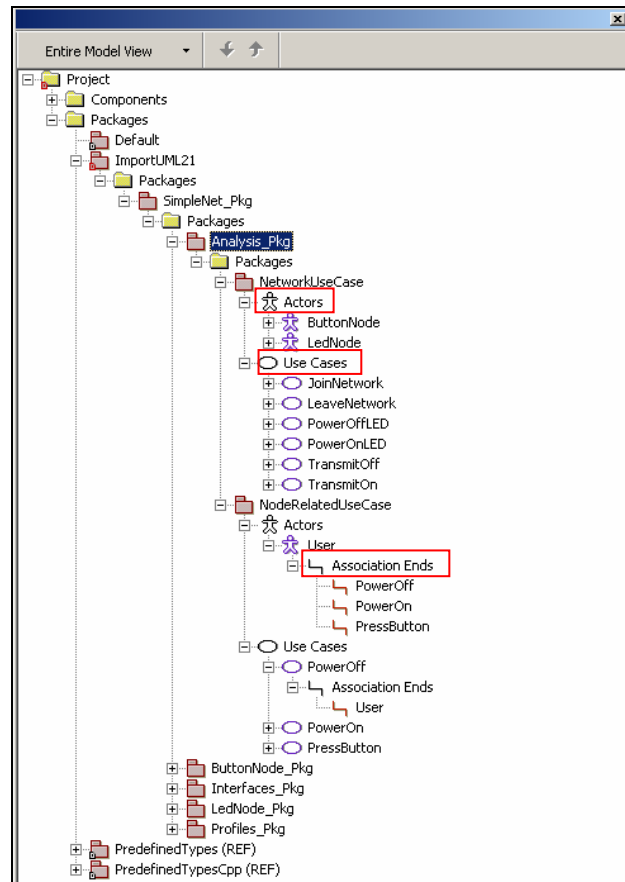 Entire Model View
Project
Components
Packages
Default
ImportUML21
Packages
SimpleNet_Pkg
Packages
Analysis_Pkg
Packages
NetworkUseCase
Actors
ButtonNode
LedNode
Use Cases
JoinNetwork
LeaveNetwork
PowerOffLED
PowerOnLED
TransmitOff
TransmitOn
NodeRelatedUseCase
Actors
User
Association Ends
PowerOff
PowerOn
PressButton
Use Cases
PowerOff
Association Ends
User
PowerOn
PressButton
ButtonNode_Pkg
Interfaces_Pkg
LedNode_Pkg
Profiles_Pkg
PredefinedTypes (REF)
PredefinedTypesCpp (REF)